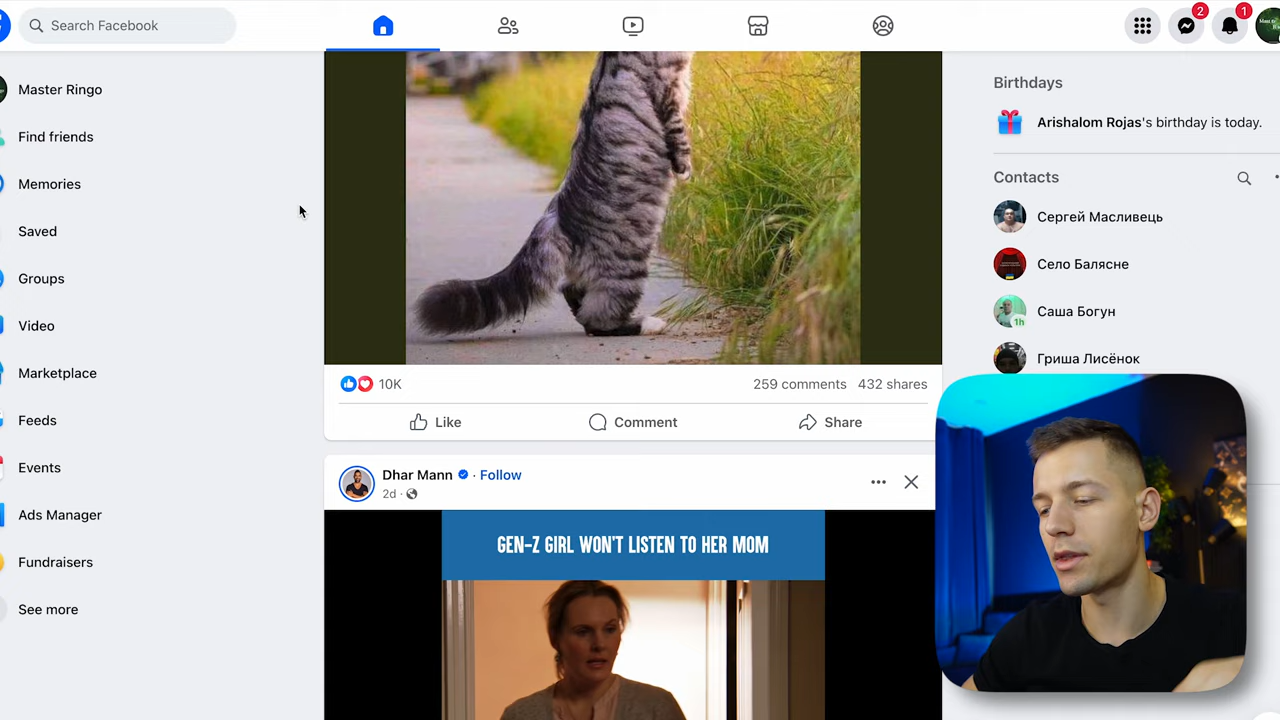 Search Facebook
2
1
Master Ringo
Find friends
Memories
Saved
Groups
Video
Marketplace
Feeds
Events
Ads Manager
Fundraisers
See more
10K
259 comments 432 shares
Like
Comment
Share
Dhar Mann · Follow
2d ·
GEN-Z GIRL WON'T LISTEN TO HER MOM
Birthdays
Arishalom Rojas's birthday is today.
Contacts
Сергей Масливець
Село Балясне
Саша Богун
1h
Гриша Лисёнок